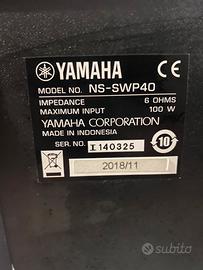 YAMAHA CE
MODEL NO. NS-SWP40
IMPEDANCE 6 OHMS
MAXIMUM INPUT 100 W
YAMAHA CORPORATION
MADE IN INDONESIA
SER. NO. I140325
10
2018/11
subito